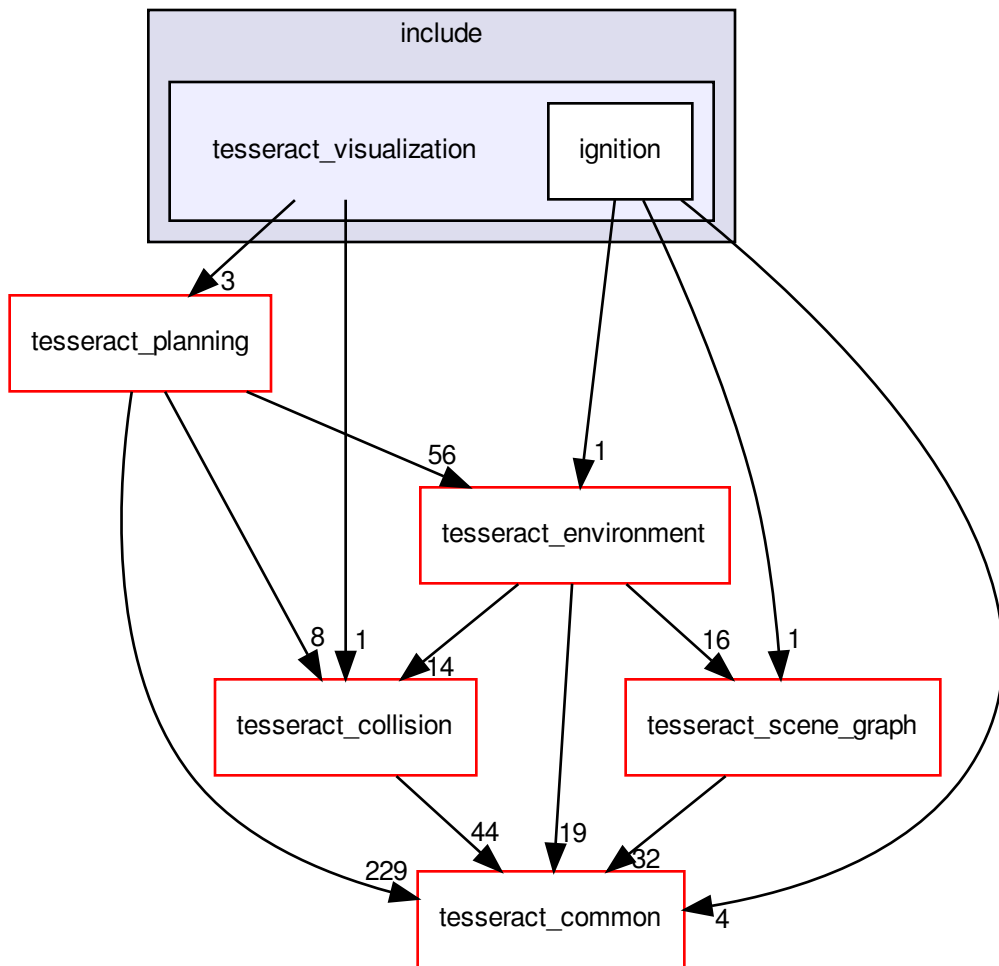 include
tesseract_visualization
ignition
3
tesseract_planning
56
1
tesseract_environment
8
1
14
16
1
tesseract_collision
tesseract_scene_graph
44
19
32
229
4
tesseract_common